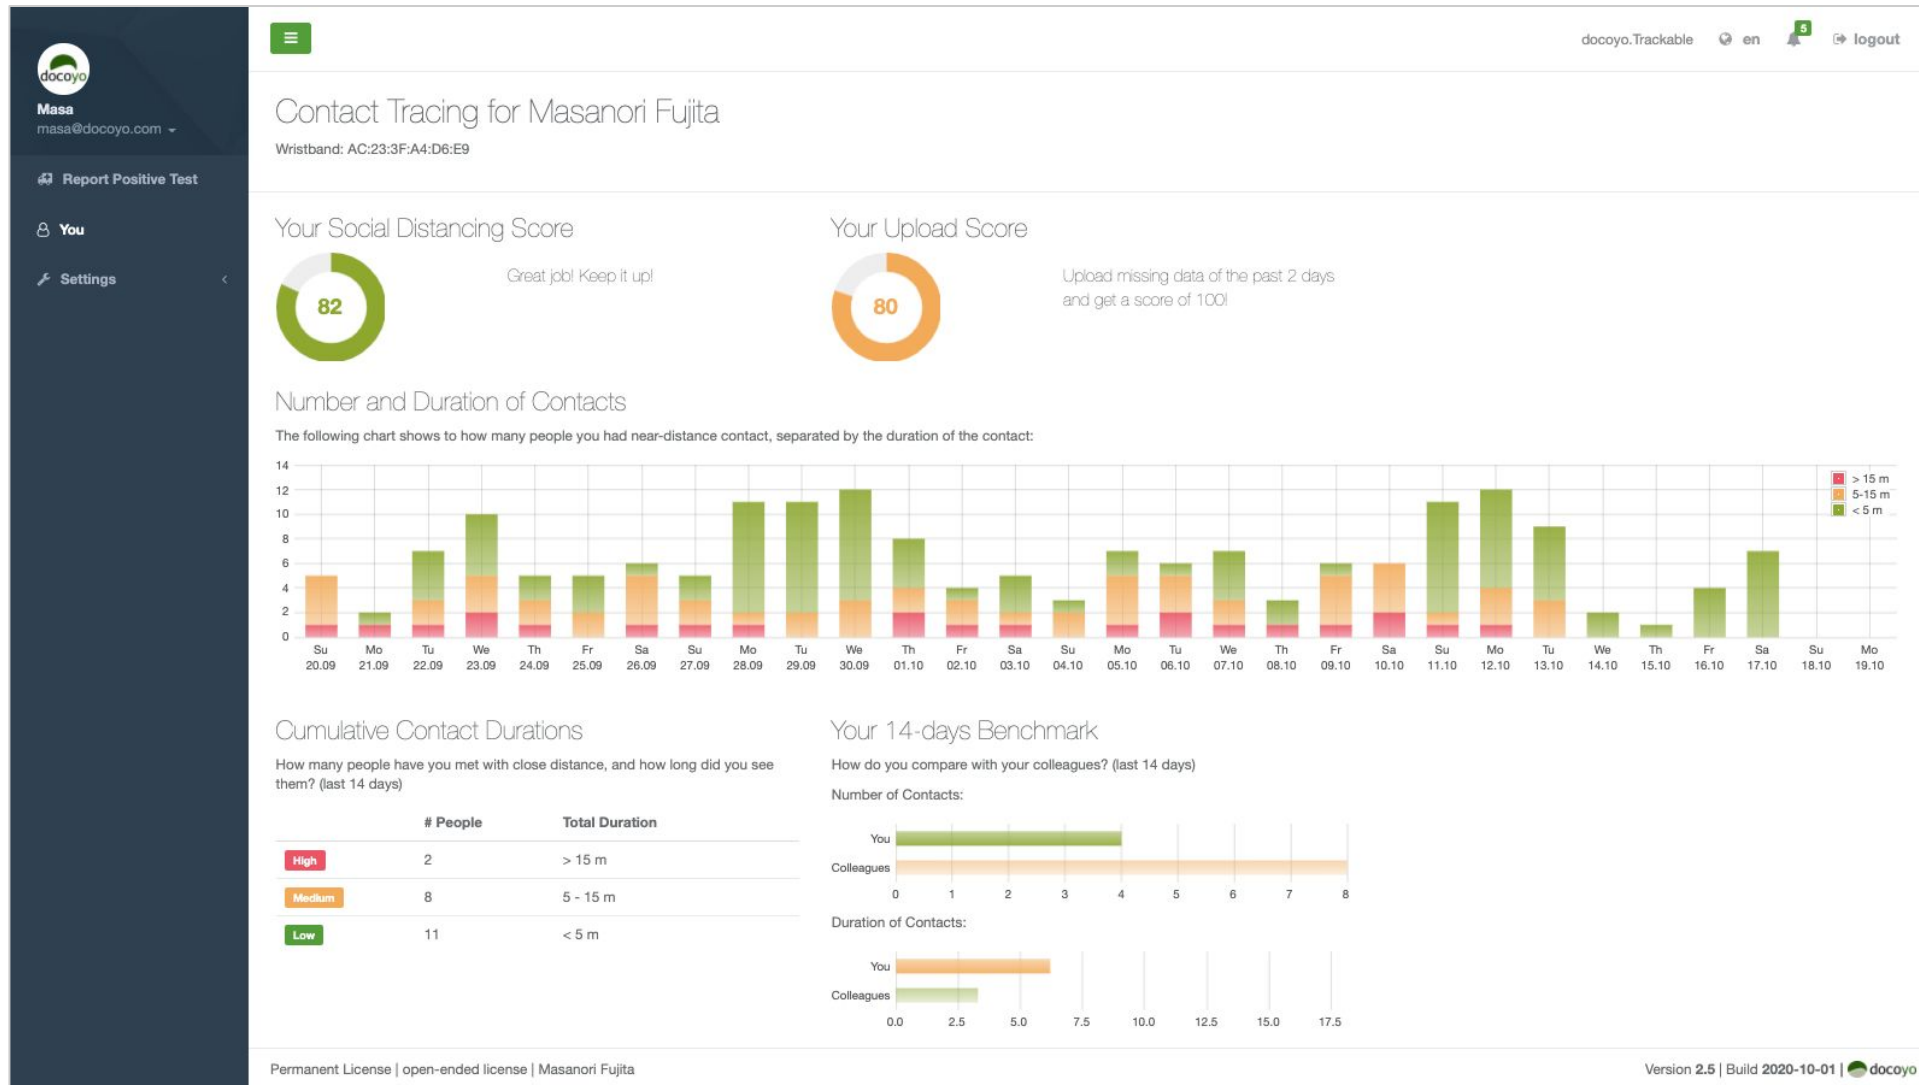 docoyo
Masa
masa@docoyo.com
Report Positive Test
You
Settings
docoyo.Trackable en 5 logout
Contact Tracing for Masanori Fujita
Wristband: AC:23:3F:A4:D6:E9
Your Social Distancing Score
82
Great job! Keep it up!
Your Upload Score
80
Upload missing data of the past 2 days
and get a score of 100!
Number and Duration of Contacts
The following chart shows to how many people you had near-distance contact, separated by the duration of the contact:
14
12
10
8
6
4
2
0
> 15 m
5-15 m
< 5 m
Su Mo Tu We Th Fr Sa Su Mo Tu We Th Fr Sa Su Mo Tu We Th Fr Sa Su Mo Tu We Th Fr Sa Su Mo
20.09 21.09 22.09 23.09 24.09 25.09 26.09 27.09 28.09 29.09 30.09 01.10 02.10 03.10 04.10 05.10 06.10 07.10 08.10 09.10 10.10 11.10 12.10 13.10 14.10 15.10 16.10 17.10 18.10 19.10
Cumulative Contact Durations
How many people have you met with close distance, and how long did you see
them? (last 14 days)
# People Total Duration
High 2 > 15 m
Medium 8 5 - 15 m
Low 11 < 5 m
Your 14-days Benchmark
How do you compare with your colleagues? (last 14 days)
Number of Contacts:
You
Colleagues
0 1 2 3 4 5 6 7 8
Duration of Contacts:
You
Colleagues
0.0 2.5 5.0 7.5 10.0 12.5 15.0 17.5
Permanent License | open-ended license | Masanori Fujita
Version 2.5 | Build 2020-10-01 | docoyo